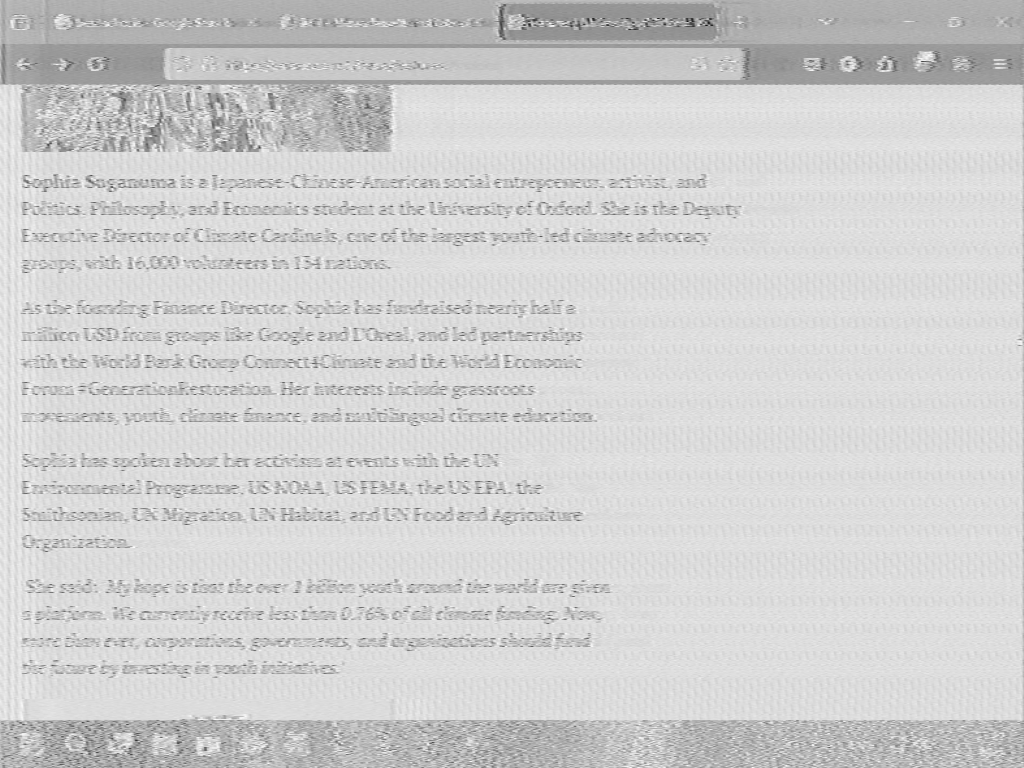 Sophia Suganuma is a Japanese-Chinese-American social entrepreneur, activist, and
Politics, Philosophy, and Economics student at the University of Oxford. She is the Deputy
Executive Director of Climate Cardinals, one of the largest youth-led climate advocacy
groups, with 16,000 volunteers in 134 nations.
As the founding Finance Director, Sophia has fundraised nearly half a
million USD from groups like Google and L'Oreal, and led partnerships
with the World Bank Group Connect4Climate and the World Economic
Forum #GenerationRestoration. Her interests include grassroots
movements, youth, climate finance, and multilingual climate education.
Sophia has spoken about her activism at events with the UN
Environmental Programme, US NOAA, US FEMA, the US EPA, the
Smithsonian, UN Migration, UN Habitat, and UN Food and Agriculture
Organization.
She said: 'My hope is that the over 1 billion youth around the world are given
a platform. We currently receive less than 0.76% of all climate funding. Now,
more than ever, corporations, governments, and organisations should fund
the future by investing in youth initiatives.'